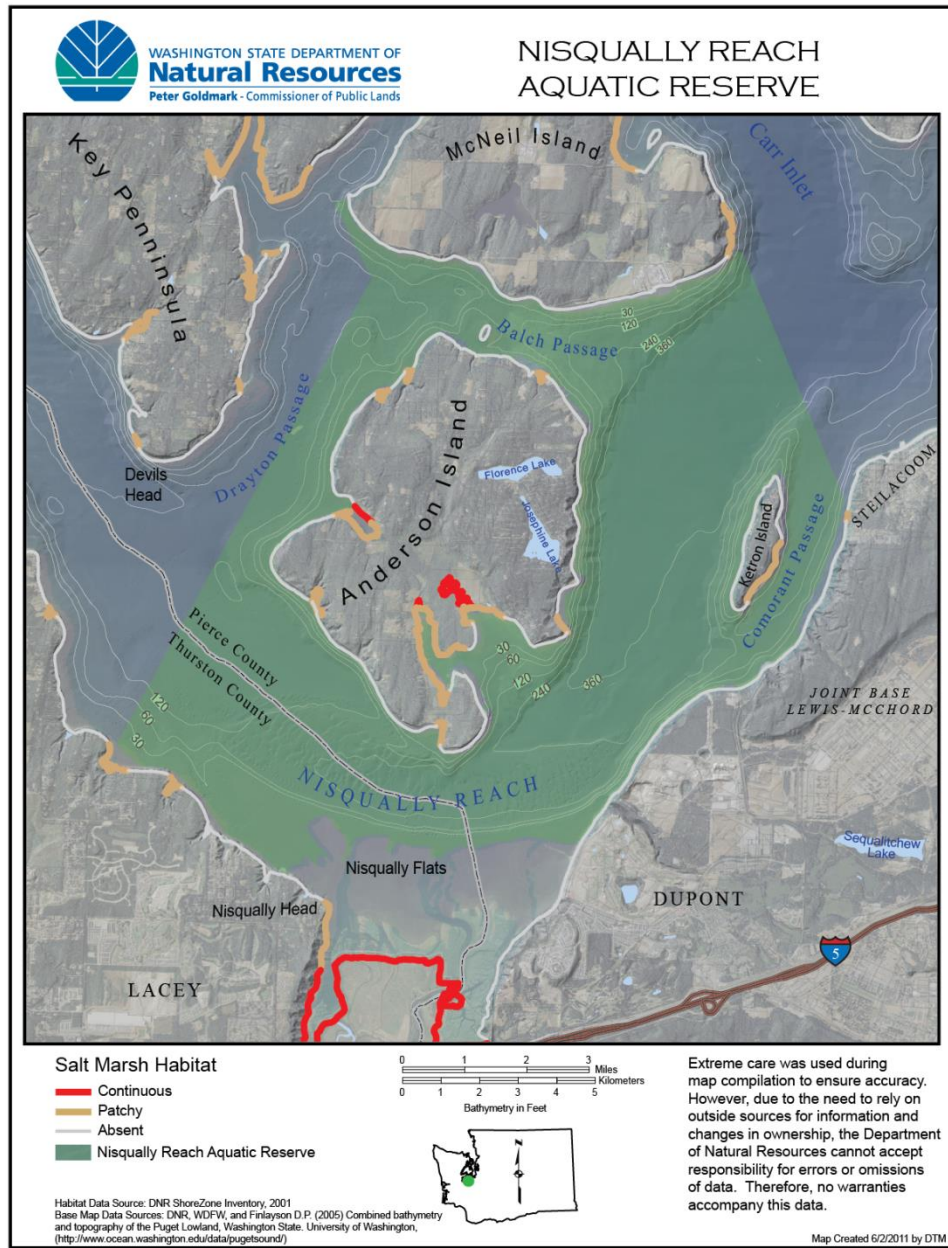 WASHINGTON STATE DEPARTMENT OF
Natural Resources
Peter Goldmark - Commissioner of Public Lands
NISQUALLY REACH
AQUATIC RESERVE
Key Penninsula
McNeil Island
Carr Inlet
30
120
240
360
Balch Passage
Drayton Passage
Devils
Head
Anderson Island
Florence Lake
Josephine Lake
Ketron Island
Comorant Passage
STEILACOOM
Pierce County
Thurston County
30
60
120
240
360
120
60
30
JOINT BASE
LEWIS-MCCHORD
NISQUALLY REACH
Sequalitchew
Lake
Nisqually Flats
DUPONT
Nisqually Head
5
LACEY
Salt Marsh Habitat
Continuous
Patchy
Absent
Nisqually Reach Aquatic Reserve
0 1 2 3
Miles
Kilometers
0 1 2 3 4 5
Bathymetry in Feet
N
Extreme care was used during
map compilation to ensure accuracy.
However, due to the need to rely on
outside sources for information and
changes in ownership, the Department
of Natural Resources cannot accept
responsibility for errors or omissions
of data. Therefore, no warranties
accompany this data.
Habitat Data Source: DNR ShoreZone Inventory, 2001
Base Map Data Sources: DNR, WDFW, and Finlayson D.P. (2005) Combined bathymetry
and topography of the Puget Lowland, Washington State. University of Washington,
(http://www.ocean.washington.edu/data/pugetsound/)
Map Created 6/2/2011 by DTM